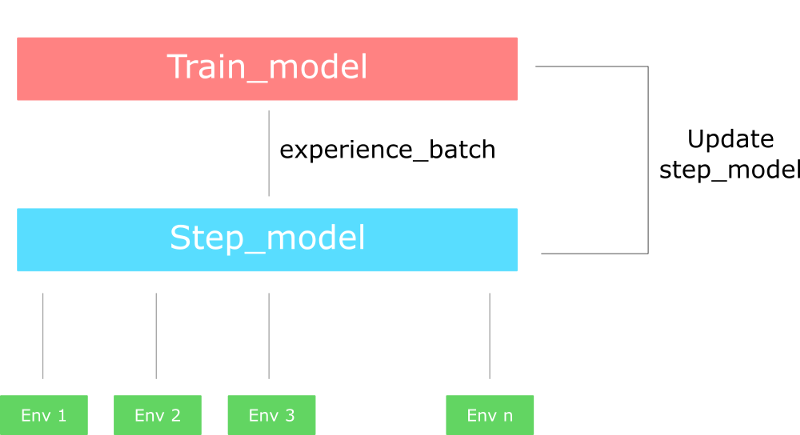 Train_model
experience_batch
Update
step_model
Step_model
Env 1
Env 2
Env 3
Env n